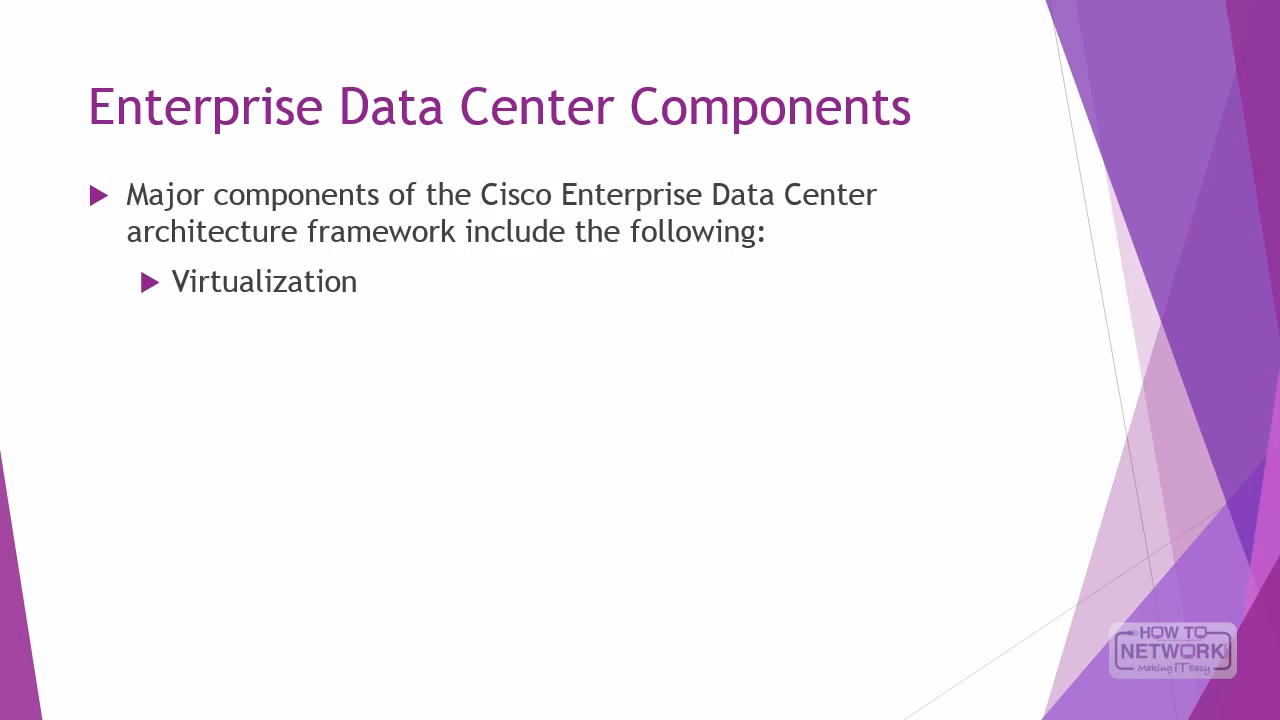 Enterprise Data Center Components
Major components of the Cisco Enterprise Data Center
architecture framework include the following:
Virtualization
HOW TO
NETWORK
Making IT Easy